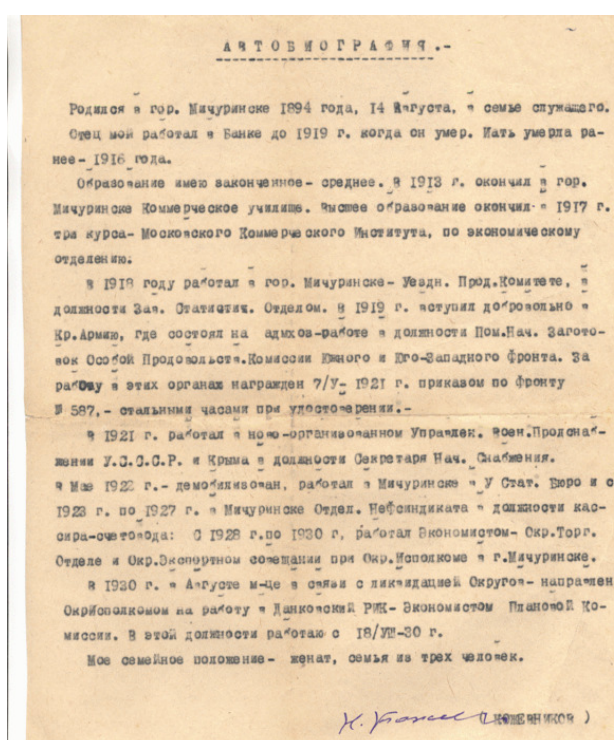 АВТОБИОГРАФИЯ.-
Родился в гор. Мичуринске 1894 года, 14 Августа, в семье служащего.
Отец мой работал в Банке до 1919 г. когда он умер. Мать умерла ра-
нее- 1916 года.
Образование имею законченное- среднее. В 1913 г. окончил в гор.
Мичуринске Коммерческое училище. Высшее образование окончил- в 1917 г.
три курса- Московского Коммерческого Института, по экономическому
отделению.
В 1918 году работал в гор. Мичуринске- Уездн. Прод.Комитете, в
должности Зав. Статистич. Отделом. В 1919 г. вступил добровольно в
Кр.Армию, где состоял на адмхоз-работе в должности Пом.Нач. Загото-
вок Особой Продовольств.Комиссии Южного и Юго-Западного фронта. За
работу в этих органах награжден 7/У- 1921 г. приказом по фронту
№ 587,- стальными часами при удостоверении.-
В 1921 г. работал в ново-организованном Управлек. Воен.Продснаб-
жении У.С.С.С.Р. и Крыма в должности Секретаря Нач. Снабжения.
В Мае 1922 г.- демобилизован, работал в Мичуринске в У Стат. Бюро и с
1923 г. по 1927 г. в Мичуринске Отдел. Нефсиндиката в должности кас-
сира-счетовода: С 1928 г.по 1930 г. работал Экономистом- Окр.Торг.
Отделе и Окр.Экспортном совещании при Окр.Исполкоме в г.Мичуринске.
В 1930 г. в Августе м-це в связи с ликвидацией Округов- направлен
ОкрИсполкомом на работу в Данковский РИК- Экономистом Плановой Ко-
миссии. В этой должности работаю с 18/УШ-30 г.
Мое семейное положение- женат, семья из трех человек.
( КОЖЕВНИКОВ )